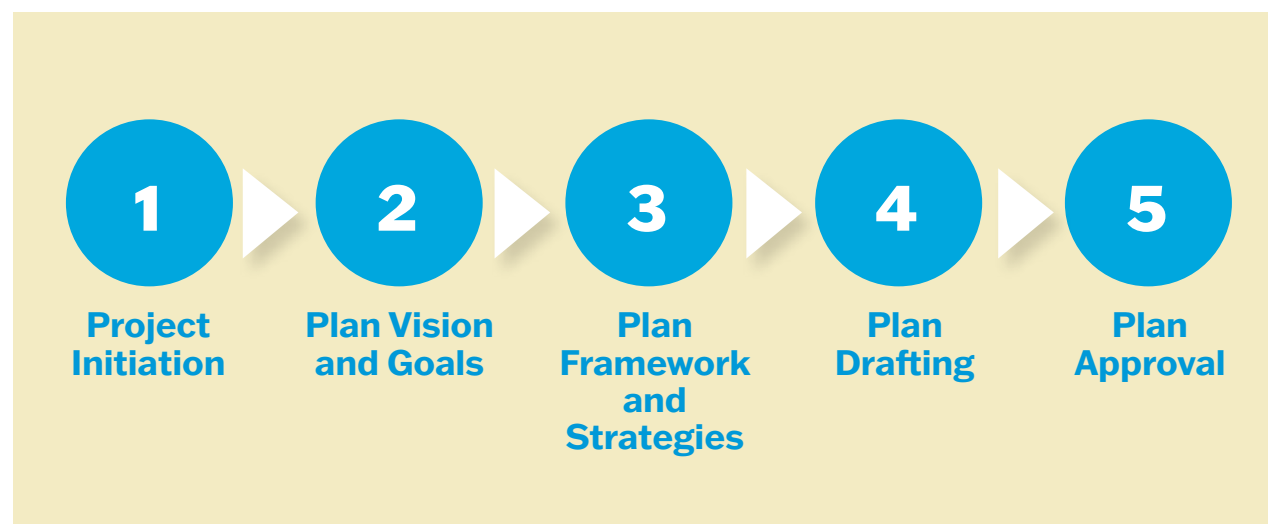 1
Project
Initiation
2
Plan Vision
and Goals
3
Plan
Framework
and
Strategies
4
Plan
Drafting
5
Plan
Approval